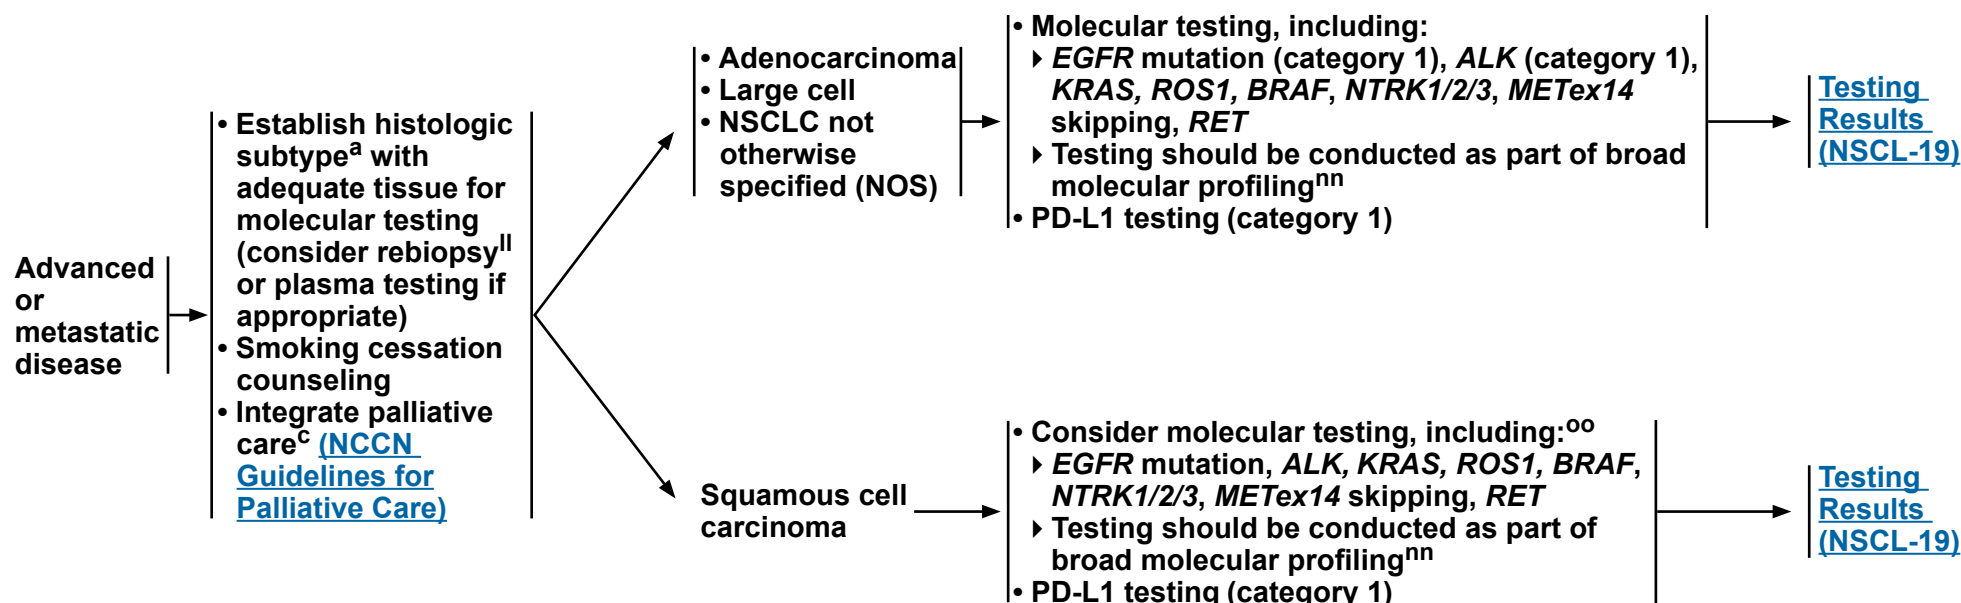 Advanced
or
metastatic
disease
• Establish histologic
subtypeᵃ with
adequate tissue for
molecular testing
(consider rebiopsyˡˡ
or plasma testing if
appropriate)
• Smoking cessation
counseling
• Integrate palliative
careᶜ (NCCN
Guidelines for
Palliative Care)
• Adenocarcinoma
• Large cell
• NSCLC not
otherwise
specified (NOS)
• Molecular testing, including:
▸ EGFR mutation (category 1), ALK (category 1),
KRAS, ROS1, BRAF, NTRK1/2/3, METex14
skipping, RET
▸ Testing should be conducted as part of broad
molecular profilingⁿⁿ
• PD-L1 testing (category 1)
Testing
Results
(NSCL-19)
Squamous cell
carcinoma
• Consider molecular testing, including:ᵒᵒ
▸ EGFR mutation, ALK, KRAS, ROS1, BRAF,
NTRK1/2/3, METex14 skipping, RET
▸ Testing should be conducted as part of
broad molecular profilingⁿⁿ
• PD-L1 testing (category 1)
Testing
Results
(NSCL-19)